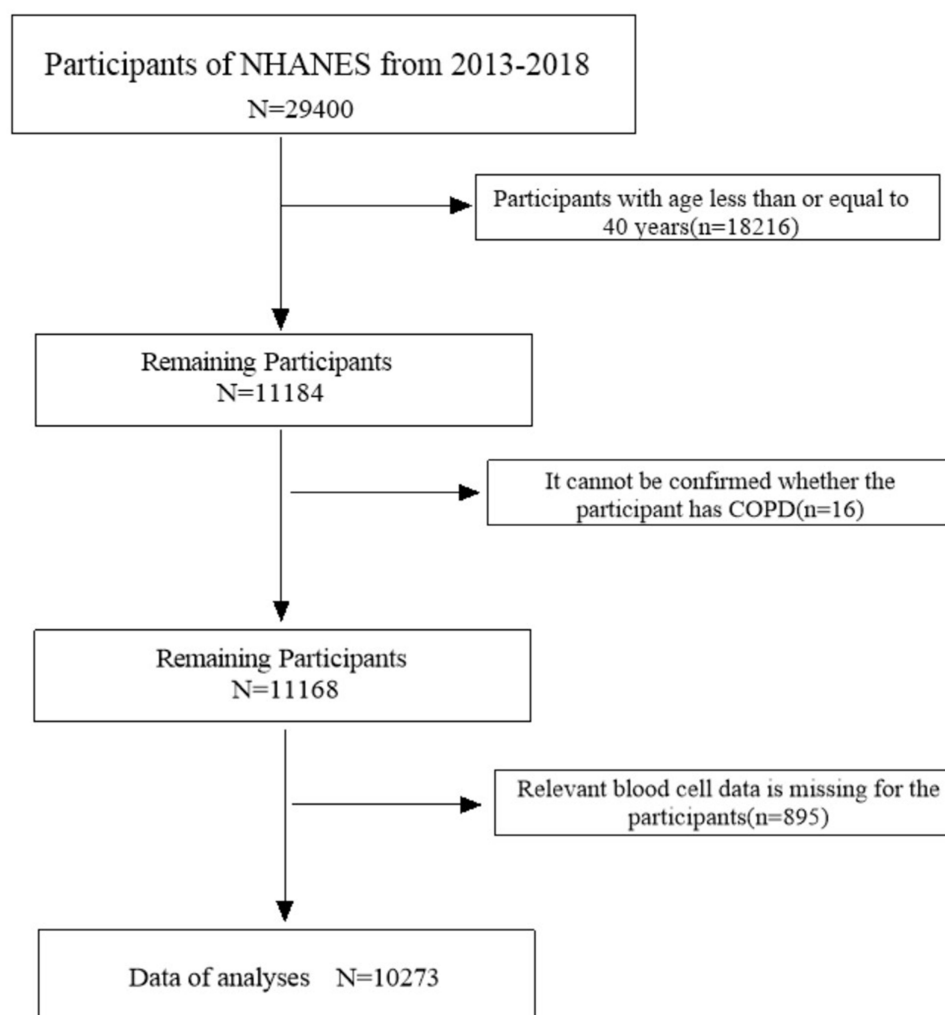 Participants of NHANES from 2013-2018
N=29400
Participants with age less than or equal to
40 years(n=18216)
Remaining Participants
N=11184
It cannot be confirmed whether the
participant has COPD(n=16)
Remaining Participants
N=11168
Relevant blood cell data is missing for the
participants(n=895)
Data of analyses N=10273